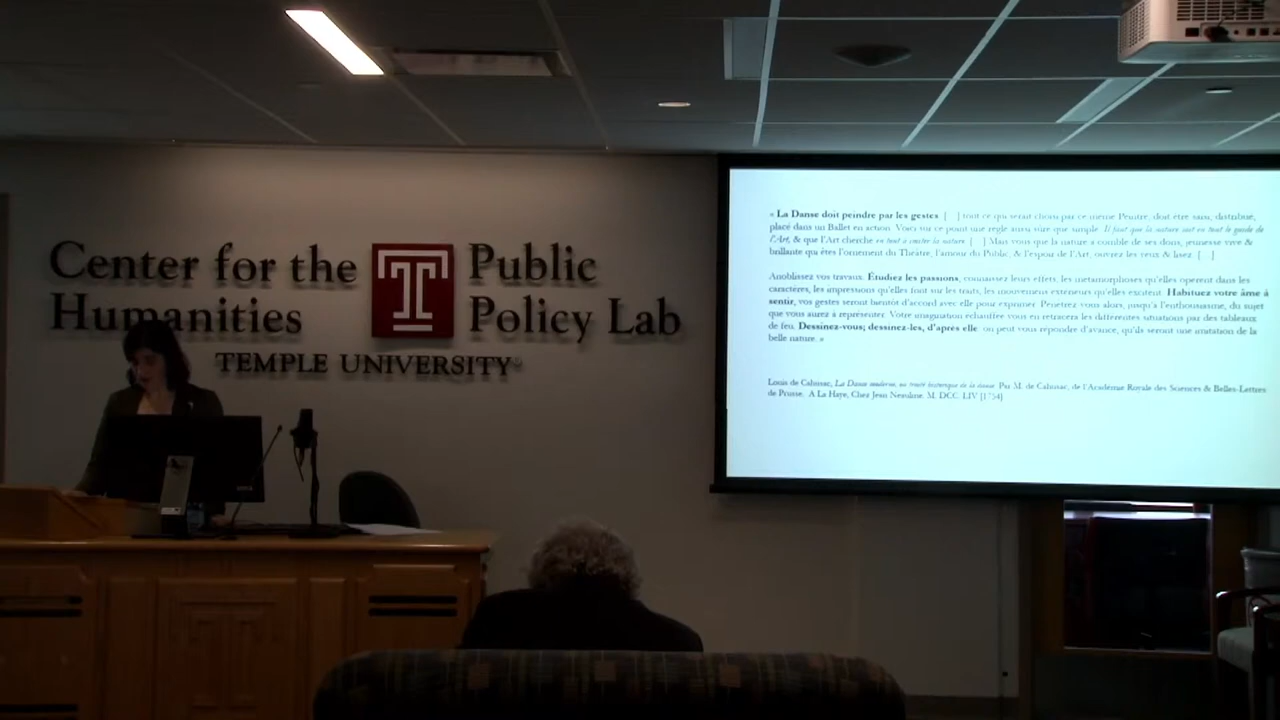 Center for the
Humanities
T
Public
Policy Lab
TEMPLE UNIVERSITY
« La Danse doit peindre par les gestes [ ] tout ce qui serait choisi par ce même Peintre, doit être saisi, distribué,
placé dans un Ballet en action. Voici sur ce point une règle aussi sûre que simple. Il faut que la nature soit en tout le guide de
l'Art, & que l'Art cherche en tout à imiter la nature [ ] Mais vous que la nature a comblé de ses dons, jeunesse vive &
brillante qui êtes l'ornement du Théâtre, l'amour du Public, & l'espoir de l'Art, ouvrez les yeux & lisez. [ ]
Anoblissez vos travaux. Étudiez les passions, connaissez leurs effets, les métamorphoses qu'elles opèrent dans les
caractères, les impressions qu'elles font sur les traits, les mouvements extérieurs qu'elles excitent. Habituez votre âme à
sentir, vos gestes seront bientôt d'accord avec elle pour exprimer. Pénétrez vous alors, jusqu'à l'enthousiasme, du sujet
que vous aurez à représenter. Votre imagination échauffée vous en retracera les différentes situations par des tableaux
de feu. Dessinez-vous; dessinez-les, d'après elle on peut vous répondre d'avance, qu'ils seront une imitation de la
belle nature. »
Louis de Cahusac, La Danse ou traité historique de la danse Par M. de Cahusac, de l'Académie Royale des Sciences & Belles-Lettres
de Prusse. A La Haye, Chez Jean Neaulme. M. DCC. LIV [1754]